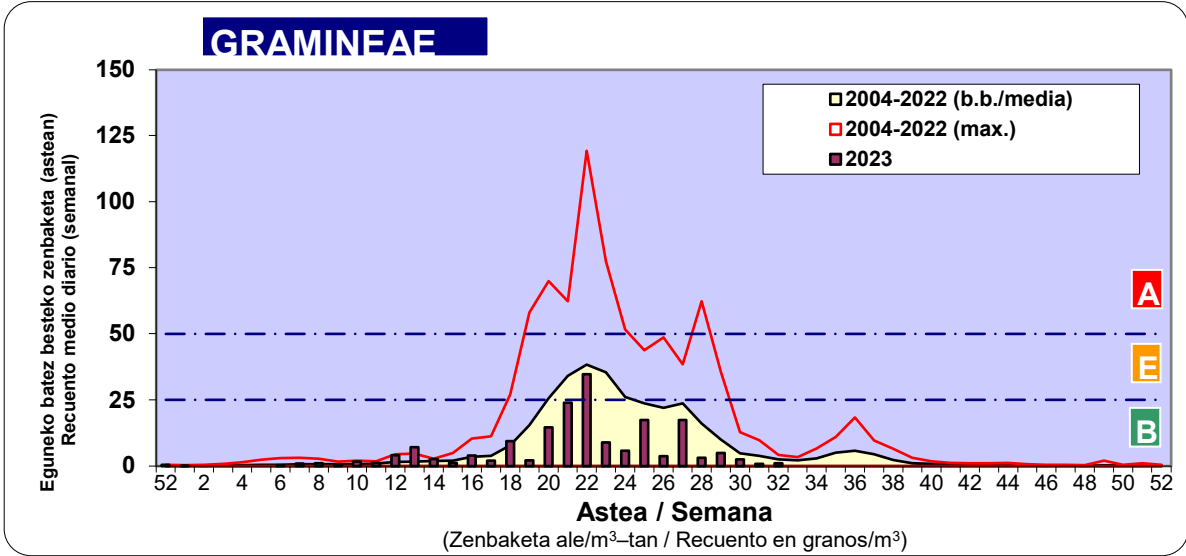 GRAMINEAE
Eguneko batez besteko zenbaketa (astean)
Recuento medio diario (semanal)
150
125
100
75
50
25
0
2004-2022 (b.b./media)
2004-2022 (max.)
2023
A
E
B
52 2 4 6 8 10 12 14 16 18 20 22 24 26 28 30 32 34 36 38 40 42 44 46 48 50 52
Astea / Semana
(Zenbaketa ale/m³–tan / Recuento en granos/m³)